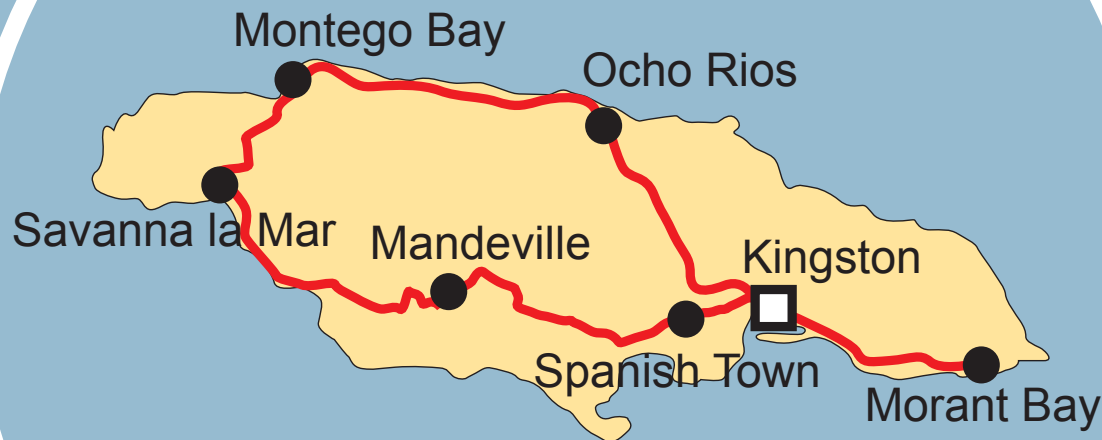 Montego Bay
Ocho Rios
Savanna la Mar
Mandeville
Kingston
Spanish Town
Morant Bay